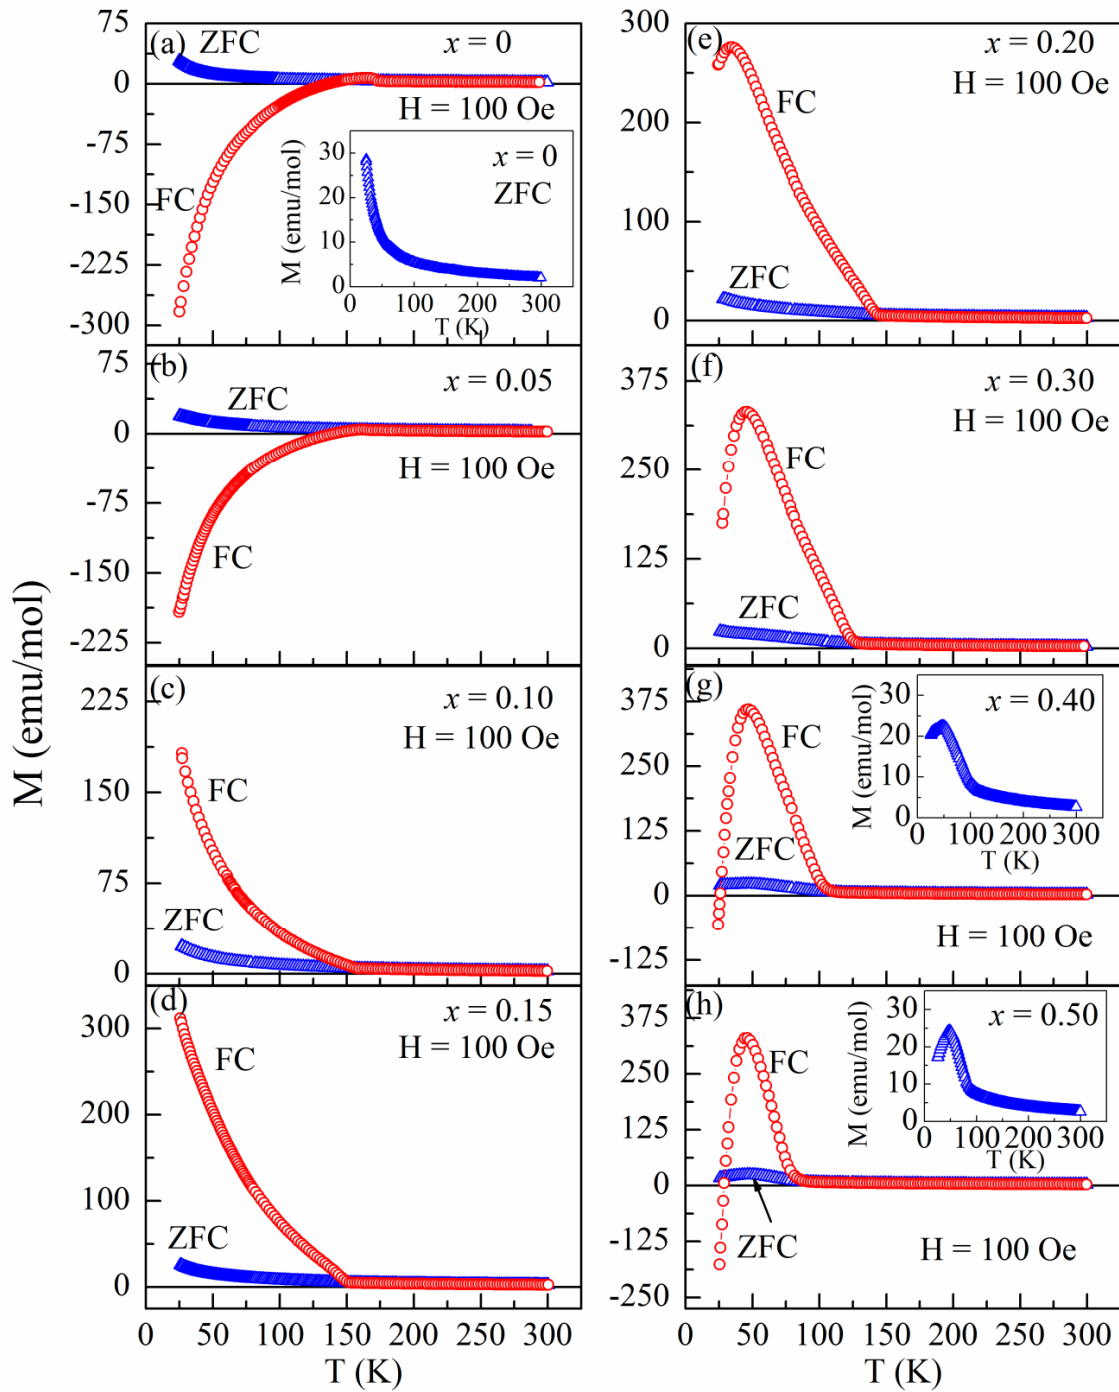 M (emu/mol)
(a)
ZFC
x = 0
H = 100 Oe
FC
75
0
-75
-150
-225
-300
x = 0
ZFC
M (emu/mol)
30
20
10
0
0 100 200 300
T (K)
(b)
ZFC
x = 0.05
H = 100 Oe
FC
75
0
-75
-150
-225
(c)
x = 0.10
H = 100 Oe
FC
ZFC
225
150
75
0
(d)
x = 0.15
H = 100 Oe
FC
ZFC
300
200
100
0
0 50 100 150 200 250 300
T (K)
(e)
x = 0.20
H = 100 Oe
FC
ZFC
300
200
100
0
(f)
x = 0.30
H = 100 Oe
FC
ZFC
375
250
125
0
(g)
FC
ZFC
H = 100 Oe
375
250
125
0
-125
x = 0.40
M (emu/mol)
30
20
10
0
0 100 200 300
T (K)
(h)
FC
ZFC
H = 100 Oe
375
250
125
0
-125
-250
x = 0.50
M (emu/mol)
30
20
10
0
0 100 200 300
T (K)
0 50 100 150 200 250 300
T (K)